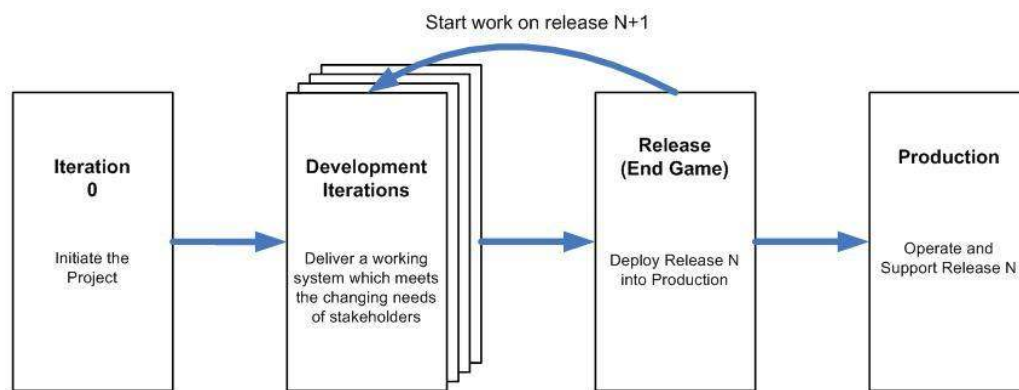 Start work on release N+1
Iteration
0
Initiate the
Project
Development
Iterations
Deliver a working
system which meets
the changing needs
of stakeholders
Release
(End Game)
Deploy Release N
into Production
Production
Operate and
Support Release N